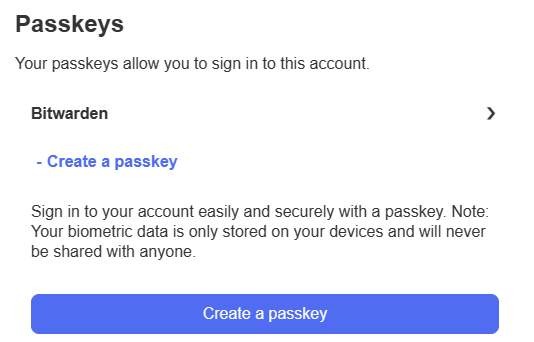 Passkeys
Your passkeys allow you to sign in to this account.
Bitwarden
- Create a passkey
Sign in to your account easily and securely with a passkey. Note:
Your biometric data is only stored on your devices and will never
be shared with anyone.
Create a passkey